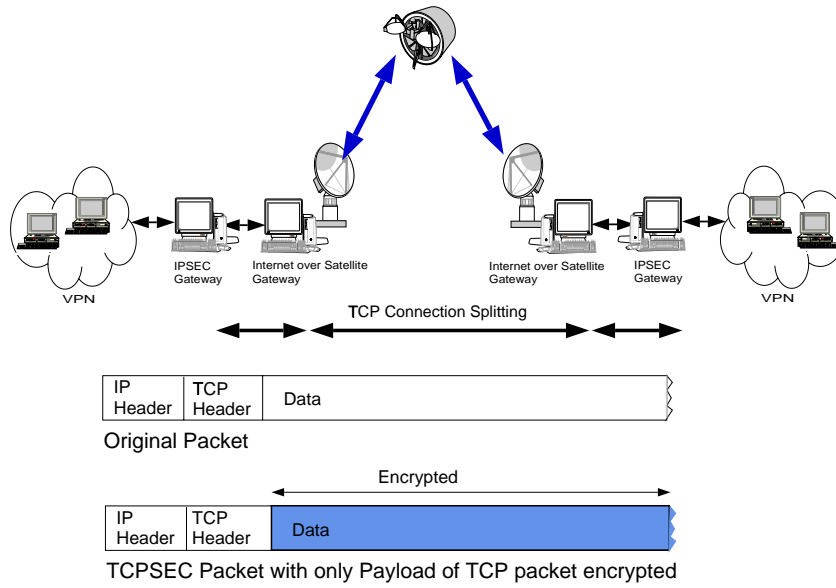 IPSEC
Gateway
Internet over Satellite
Gateway
Internet over Satellite
Gateway
IPSEC
Gateway
VPN
VPN
TCP Connection Splitting
IP
Header
TCP
Header
Data
Original Packet
Encrypted
IP
Header
TCP
Header
Data
TCPSEC Packet with only Payload of TCP packet encrypted